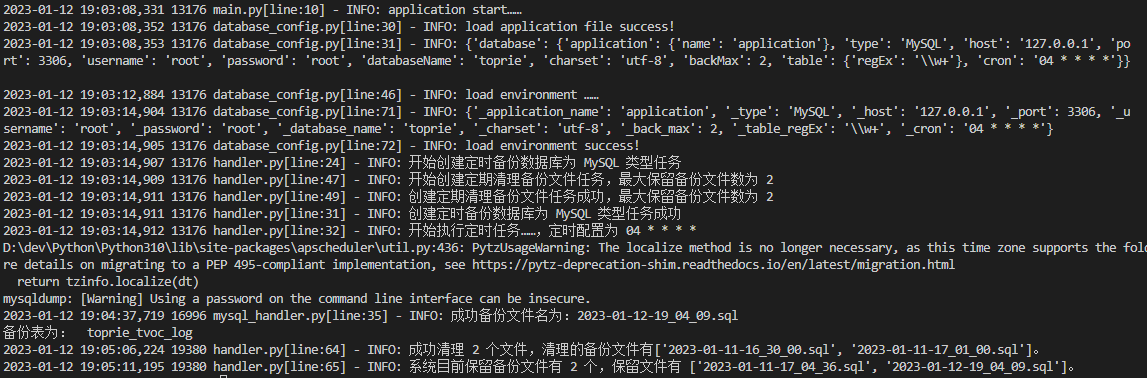 2023-01-12 19:03:08,331 13176 main.py[line:10] - INFO: application start……
2023-01-12 19:03:08,352 13176 database_config.py[line:30] - INFO: load application file success!
2023-01-12 19:03:08,353 13176 database_config.py[line:31] - INFO: {'database': {'application': {'name': 'application'}, 'type': 'MySQL', 'host': '127.0.0.1', 'po
rt': 3306, 'username': 'root', 'password': 'root', 'databaseName': 'toprie', 'charset': 'utf-8', 'backMax': 2, 'table': {'regEx': '\\w+'}, 'cron': '04 * * * *'}}
2023-01-12 19:03:12,884 13176 database_config.py[line:46] - INFO: load environment ……
2023-01-12 19:03:14,904 13176 database_config.py[line:71] - INFO: {'_application_name': 'application', '_type': 'MySQL', '_host': '127.0.0.1', '_port': 3306, '_u
sername': 'root', '_password': 'root', '_database_name': 'toprie', '_charset': 'utf-8', '_back_max': 2, '_table_regEx': '\\w+', '_cron': '04 * * * *'}
2023-01-12 19:03:14,905 13176 database_config.py[line:72] - INFO: load environment success!
2023-01-12 19:03:14,907 13176 handler.py[line:24] - INFO: 开始创建定时备份数据库为 MySQL 类型任务
2023-01-12 19:03:14,909 13176 handler.py[line:47] - INFO: 开始创建定期清理备份文件任务，最大保留备份文件数为 2
2023-01-12 19:03:14,911 13176 handler.py[line:49] - INFO: 创建定期清理备份文件任务成功，最大保留备份文件数为 2
2023-01-12 19:03:14,911 13176 handler.py[line:31] - INFO: 创建定时备份数据库为 MySQL 类型任务成功
2023-01-12 19:03:14,912 13176 handler.py[line:32] - INFO: 开始执行定时任务……，定时配置为 04 * * * *
D:\dev\Python\Python310\lib\site-packages\apscheduler\util.py:436: PytzUsageWarning: The localize method is no longer necessary, as this time zone supports the fol
re details on migrating to a PEP 495-compliant implementation, see https://pytz-deprecation-shim.readthedocs.io/en/latest/migration.html
return tzinfo.localize(dt)
mysqldump: [Warning] Using a password on the command line interface can be insecure.
2023-01-12 19:04:37,719 16996 mysql_handler.py[line:35] - INFO: 成功备份文件名为：2023-01-12-19_04_09.sql
备份表为： toprie_tvoc_log
2023-01-12 19:05:06,224 19380 handler.py[line:64] - INFO: 成功清理 2 个文件，清理的备份文件有['2023-01-11-16_30_00.sql', '2023-01-11-17_01_00.sql']。
2023-01-12 19:05:11,195 19380 handler.py[line:65] - INFO: 系统目前保留备份文件有 2 个，保留文件有 ['2023-01-11-17_04_36.sql', '2023-01-12-19_04_09.sql']。